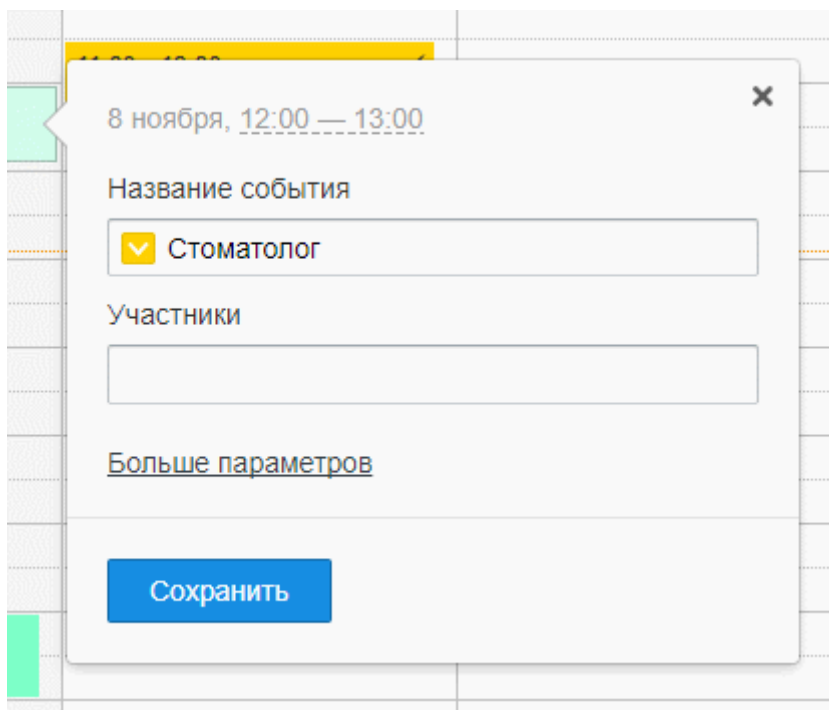 8 ноября, 12:00 — 13:00
Название события
Стоматолог
Участники
Больше параметров
Сохранить